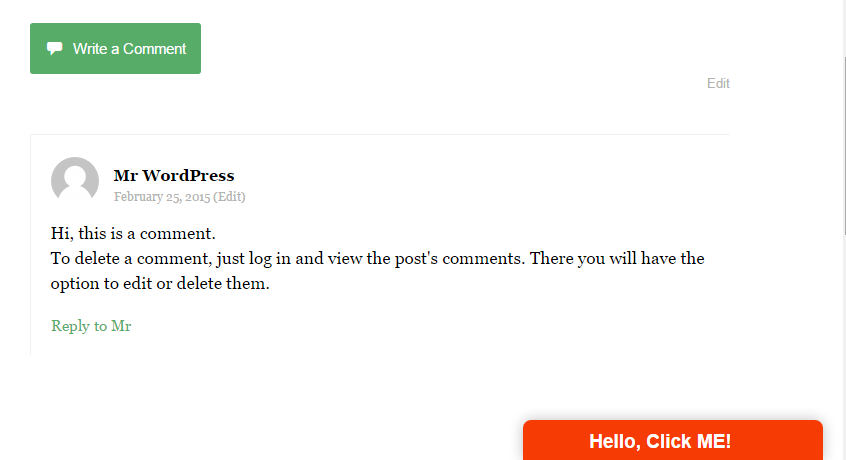 Write a Comment
Edit
Mr WordPress
February 25, 2015 (Edit)
Hi, this is a comment.
To delete a comment, just log in and view the post's comments. There you will have the
option to edit or delete them.
Reply to Mr
Hello, Click ME!